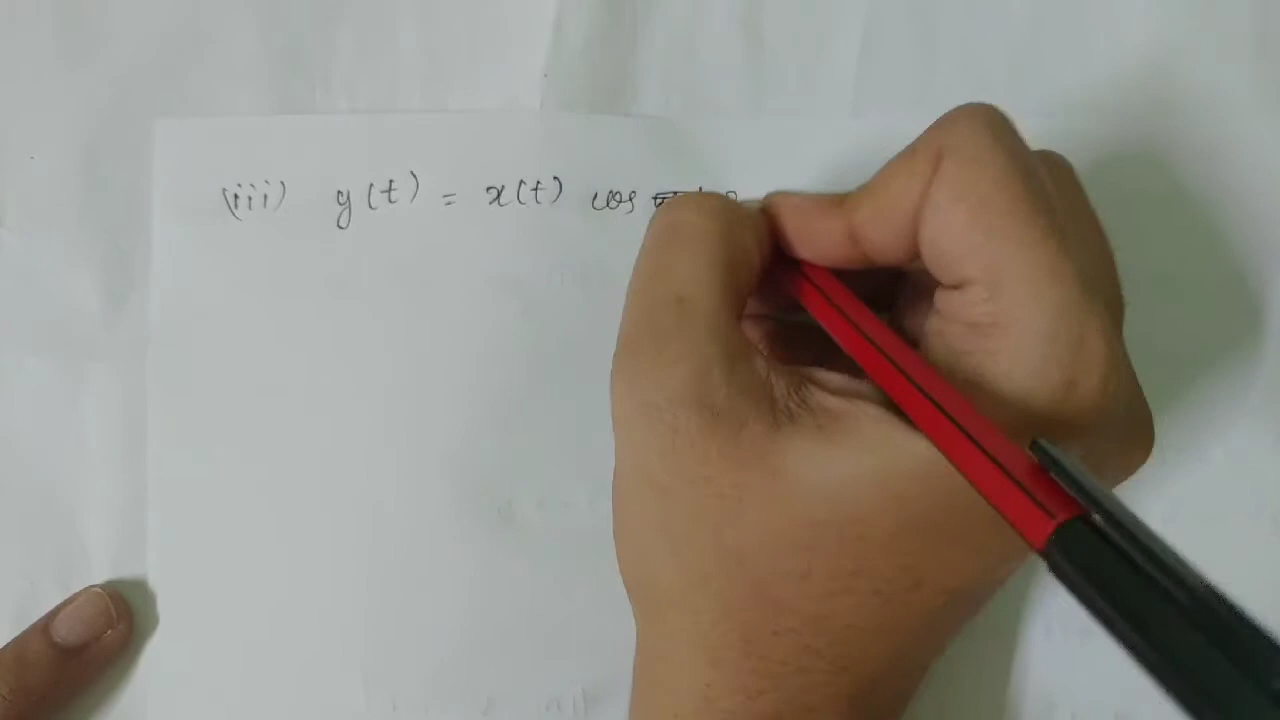 (iii) y(t) = x(t) cos